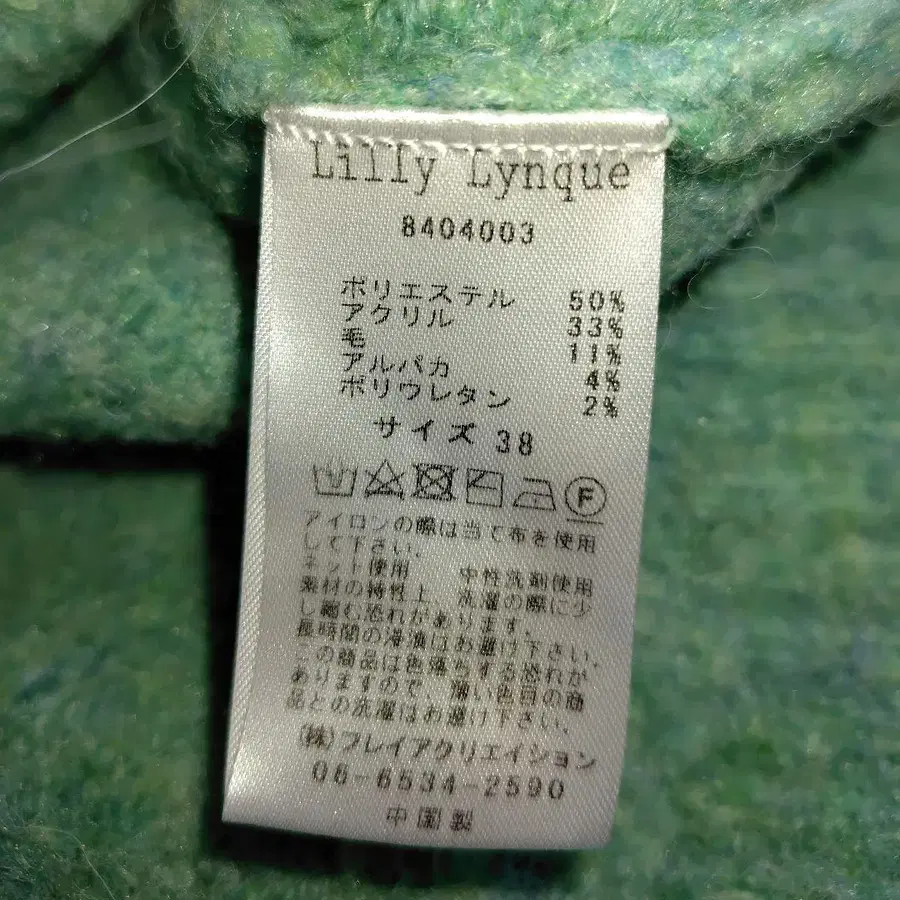 Lilly Lynque
8404003
ポリエステル 50%
アクリル 33%
毛 11%
アルパカ 4%
ポリウレタン 2%
サイズ 38
F
アイロンの際は当て布を使用
して下さい。
ネット使用 中性洗剤使用
素材の特性上、洗濯の際に少
し縮む恐れがあります。
長時間の浸漬はお避け下さい。
この商品は色落ちする恐れが
ありますので、薄い色目の商
品との洗濯はお避け下さい。
(株)フレイアクリエイション
06-6534-2590
中国製